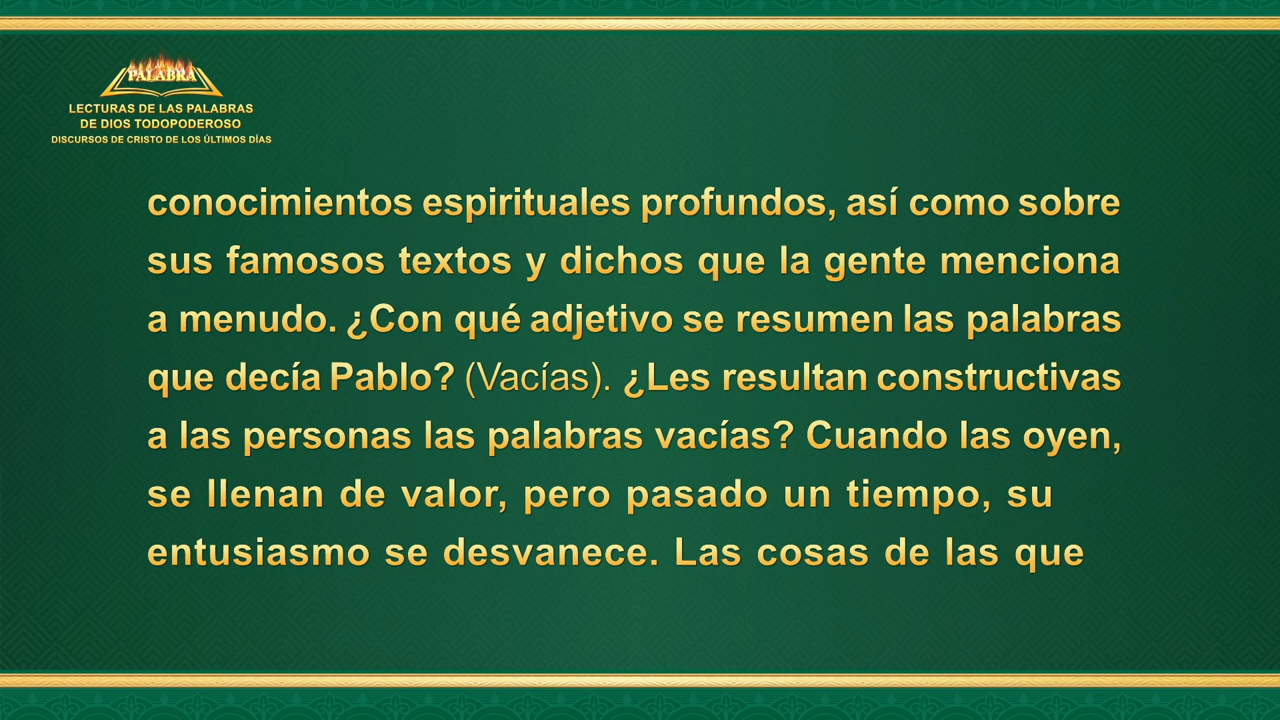 PALABRA
LECTURAS DE LAS PALABRAS
DE DIOS TODOPODEROSO
DISCURSOS DE CRISTO DE LOS ÚLTIMOS DÍAS
conocimientos espirituales profundos, así como sobre
sus famosos textos y dichos que la gente menciona
a menudo. ¿Con qué adjetivo se resumen las palabras
que decía Pablo? (Vacías). ¿Les resultan constructivas
a las personas las palabras vacías? Cuando las oyen,
se llenan de valor, pero pasado un tiempo, su
entusiasmo se desvanece. Las cosas de las que